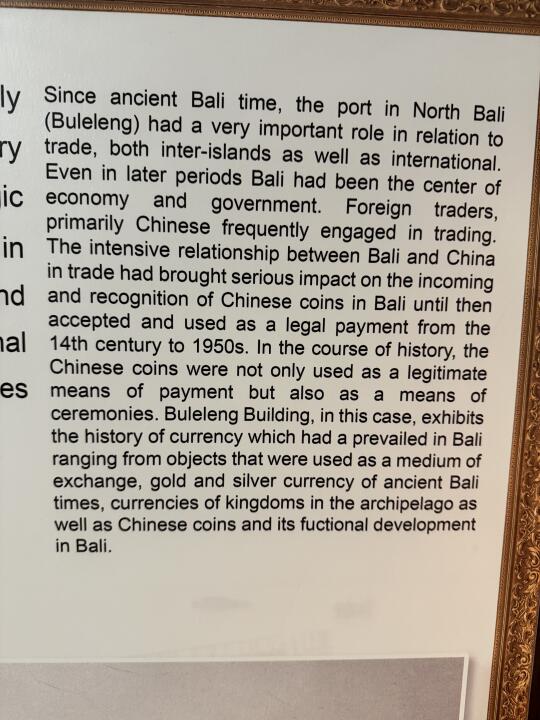 ly
ry
gic
in
nd
nal
es
Since ancient Bali time, the port in North Bali
(Buleleng) had a very important role in relation to
trade, both inter-islands as well as international.
Even in later periods Bali had been the center of
economy and government. Foreign traders,
primarily Chinese frequently engaged in trading.
The intensive relationship between Bali and China
in trade had brought serious impact on the incoming
and recognition of Chinese coins in Bali until then
accepted and used as a legal payment from the
14th century to 1950s. In the course of history, the
Chinese coins were not only used as a legitimate
means of payment but also as a means of
ceremonies. Buleleng Building, in this case, exhibits
the history of currency which had a prevailed in Bali
ranging from objects that were used as a medium of
exchange, gold and silver currency of ancient Bali
times, currencies of kingdoms in the archipelago as
well as Chinese coins and its fuctional development
in Bali.